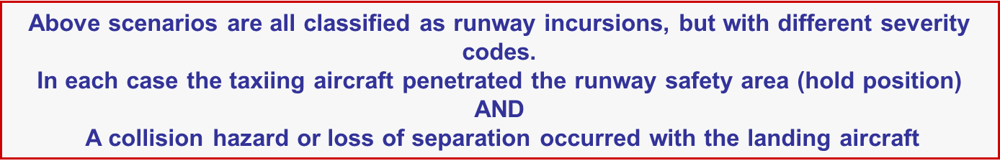 Above scenarios are all classified as runway incursions, but with different severity
codes.
In each case the taxiing aircraft penetrated the runway safety area (hold position)
AND
A collision hazard or loss of separation occurred with the landing aircraft